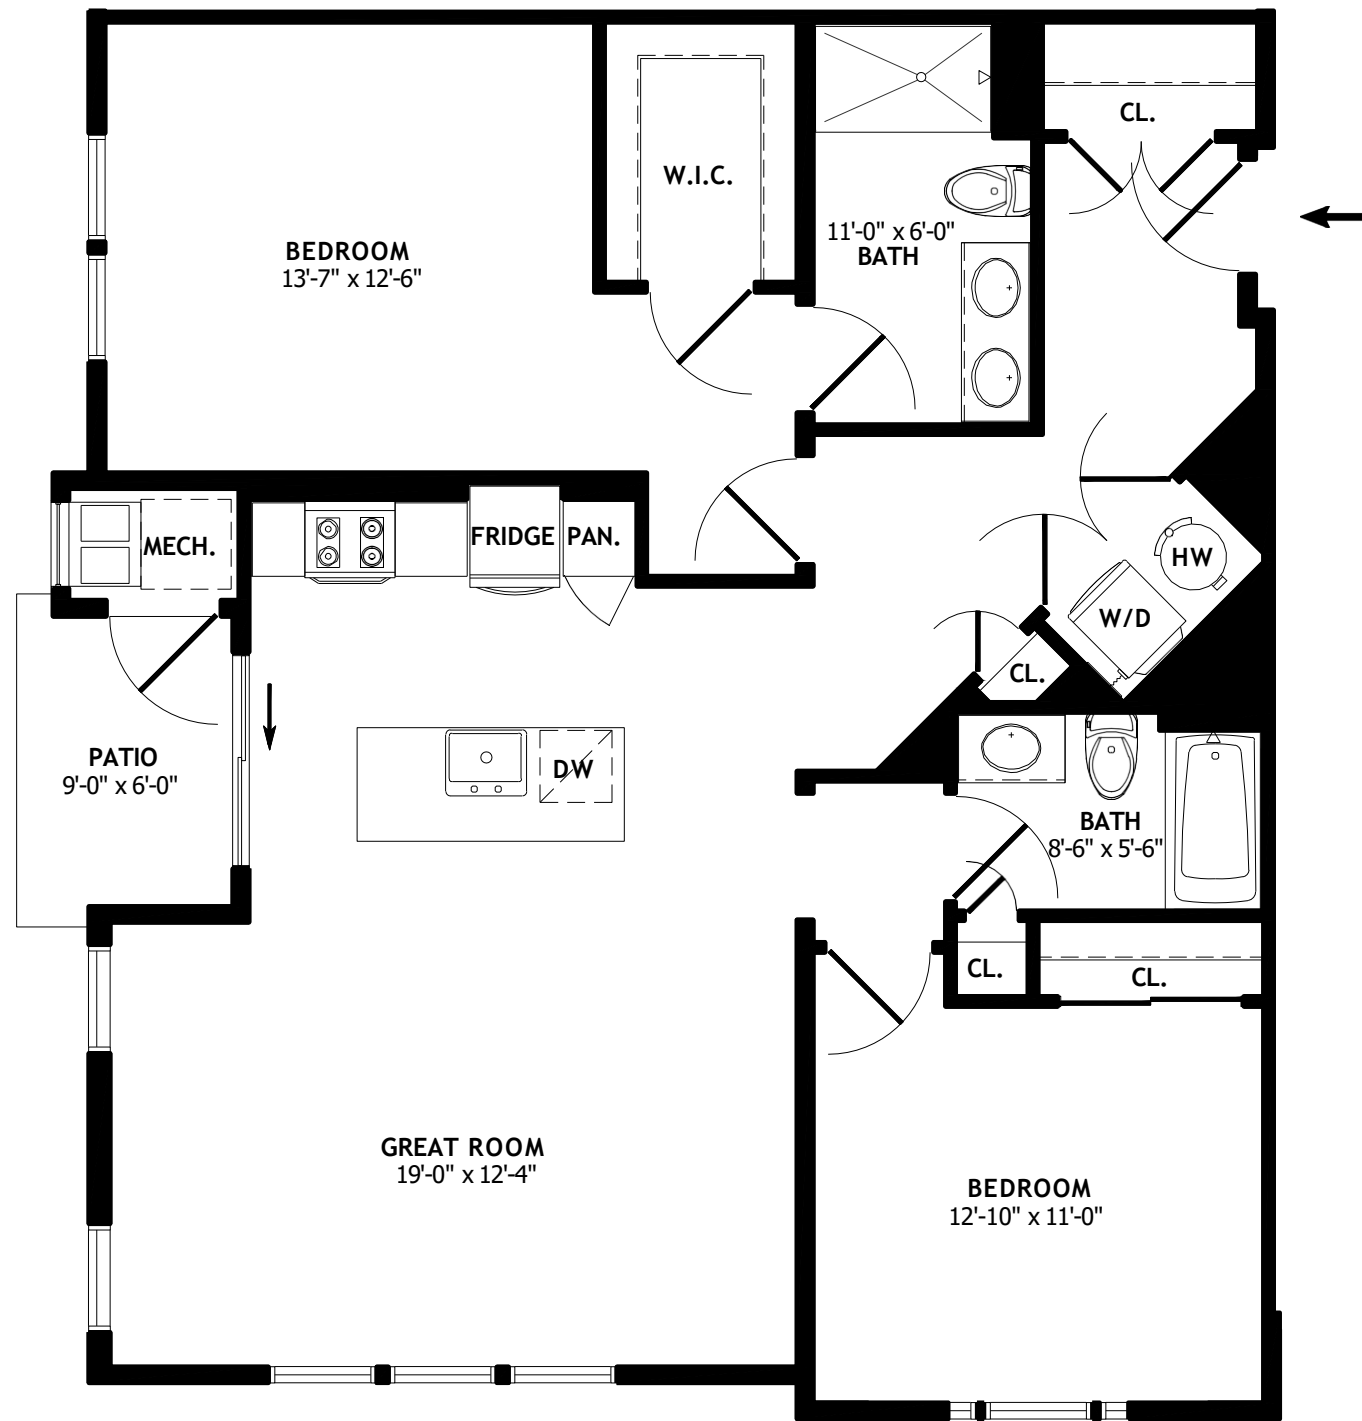 CL.
W.I.C.
11'-0" x 6'-0"
BATH
BEDROOM
13'-7" x 12'-6"
FRIDGE
PAN.
MECH.
HW
W/D
CL.
PATIO
9'-0" x 6'-0"
DW
BATH
8'-6" x 5'-6"
CL.
CL.
GREAT ROOM
19'-0" x 12'-4"
BEDROOM
12'-10" x 11'-0"